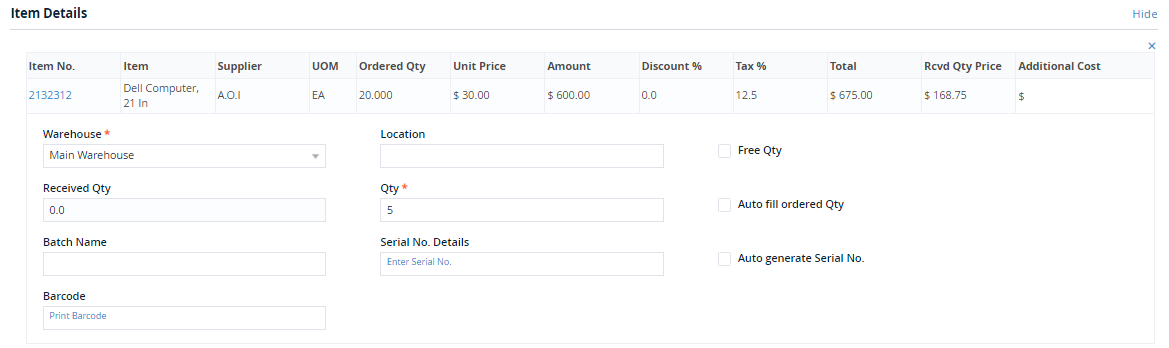 Item Details
Hide
×
Item No. Item Supplier UOM Ordered Qty Unit Price Amount Discount % Tax % Total Rcvd Qty Price Additional Cost
2132312 Dell Computer, 21 In A.O.I EA 20.000 $ 30.00 $ 600.00 0.0 12.5 $ 675.00 $ 168.75 $
Warehouse * Location
Main Warehouse Free Qty
Received Qty Qty *
0.0 5 Auto fill ordered Qty
Batch Name Serial No. Details
Enter Serial No. Auto generate Serial No.
Barcode
Print Barcode